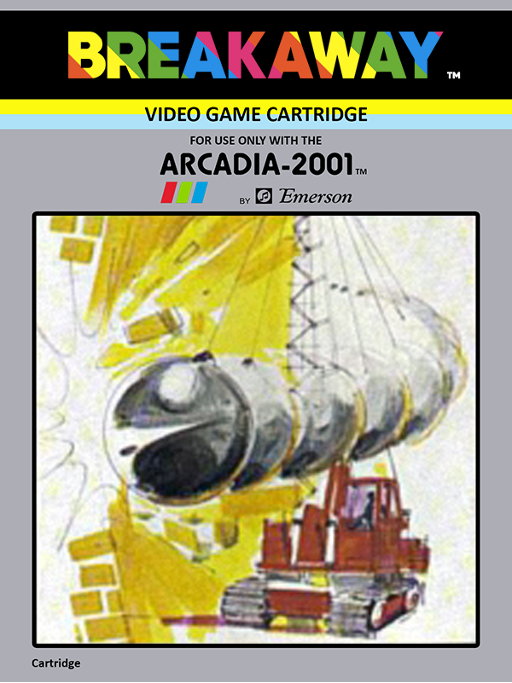 BREAKAWAY ™
VIDEO GAME CARTRIDGE
FOR USE ONLY WITH THE
ARCADIA-2001 ™
BY Emerson
Cartridge